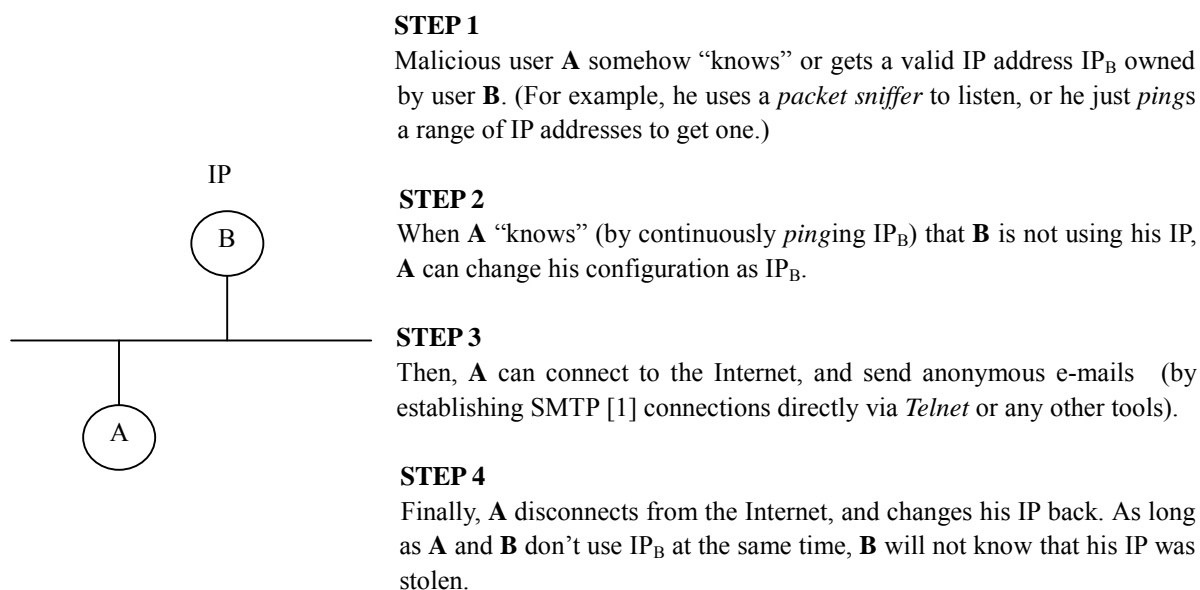 STEP 1
Malicious user A somehow “knows” or gets a valid IP address IPB owned
by user B. (For example, he uses a packet sniffer to listen, or he just pings
a range of IP addresses to get one.)
IP
B
STEP 2
When A “knows” (by continuously pinging IPB) that B is not using his IP,
A can change his configuration as IPB.
STEP 3
Then, A can connect to the Internet, and send anonymous e-mails (by
establishing SMTP [1] connections directly via Telnet or any other tools).
A
STEP 4
Finally, A disconnects from the Internet, and changes his IP back. As long
as A and B don’t use IPB at the same time, B will not know that his IP was
stolen.